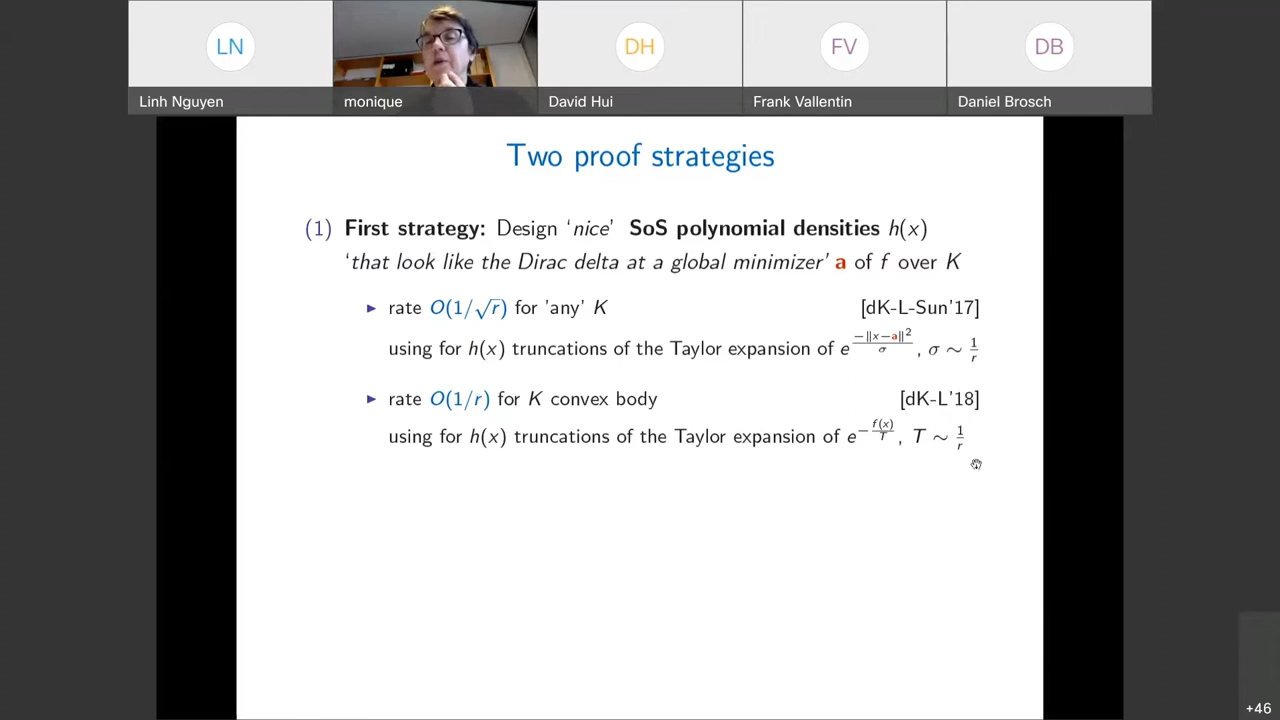 LN
DH
FV
DB
Linh Nguyen
monique
David Hui
Frank Vallentin
Daniel Brosch
Two proof strategies
(1) First strategy: Design ‘nice’ SoS polynomial densities h(x)
‘that look like the Dirac delta at a global minimizer’ a of f over K
▶ rate O(1/√r) for ’any’ K [dK-L-Sun'17]
using for h(x) truncations of the Taylor expansion of e^{-‖x−a‖²/σ}, σ ∼ 1/r
▶ rate O(1/r) for K convex body [dK-L'18]
using for h(x) truncations of the Taylor expansion of e^{−f(x)/T}, T ∼ 1/r
+46